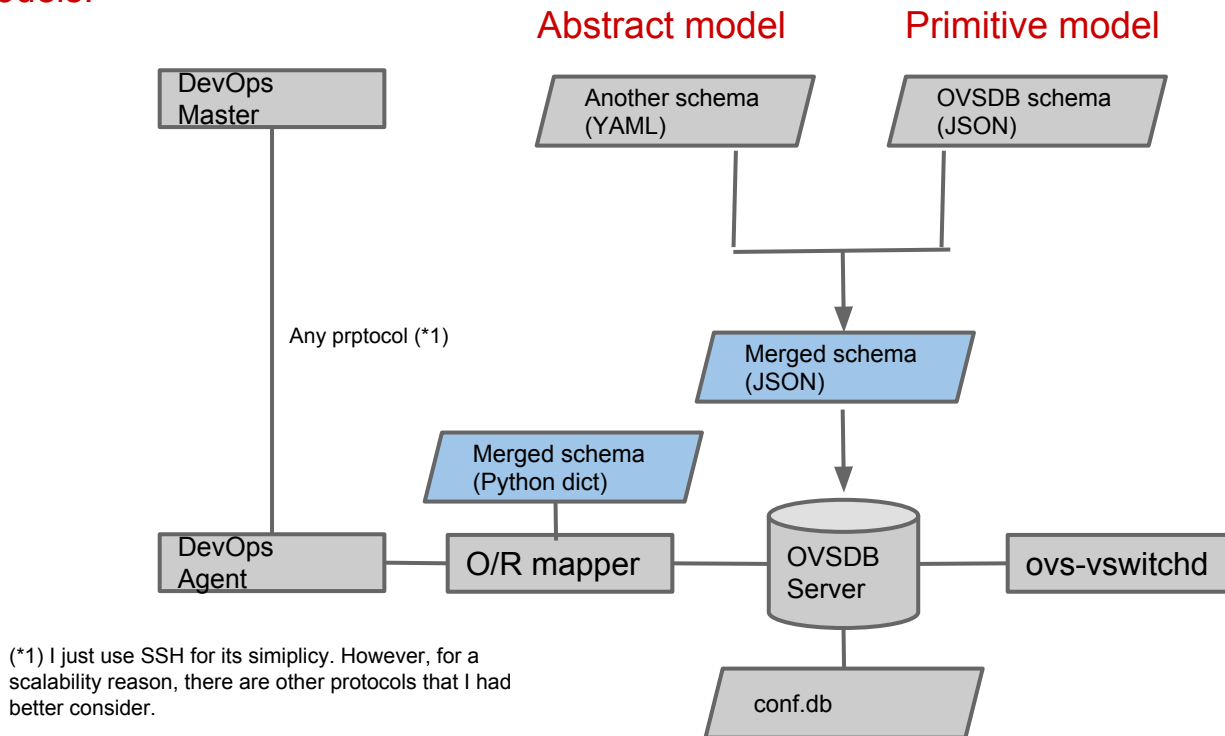 Abstract model
Primitive model
DevOps
Master
Another schema
(YAML)
OVSDB schema
(JSON)
Any prptocol (*1)
Merged schema
(JSON)
Merged schema
(Python dict)
DevOps
Agent
O/R mapper
OVSDB
Server
ovs-vswitchd
(*1) I just use SSH for its simiplicy. However, for a
scalability reason, there are other protocols that I had
better consider.
conf.db